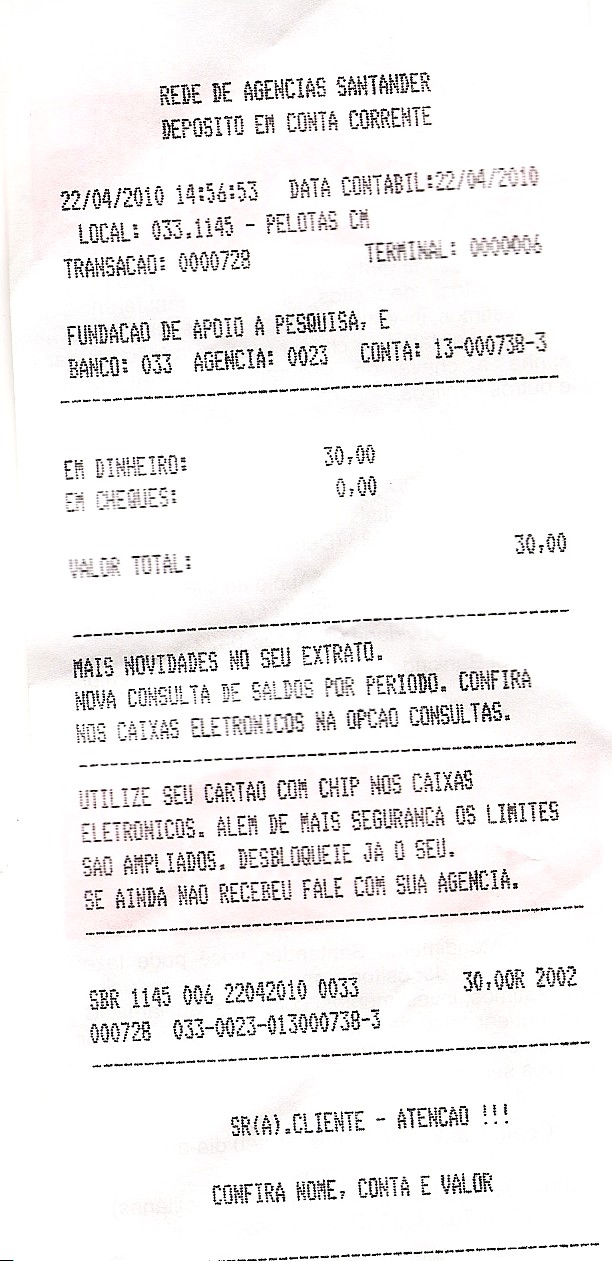 REDE DE AGENCIAS SANTANDER
DEPOSITO EM CONTA CORRENTE
22/04/2010 14:56:53 DATA CONTABIL:22/04/2010
LOCAL: 033.1145 - PELOTAS CM
TRANSACAO: 0000728 TERMINAL: 0000006
FUNDACAO DE APOIO A PESQUISA, E
BANCO: 033 AGENCIA: 0023 CONTA: 13-000738-3
EM DINHEIRO: 30,00
EM CHEQUES: 0,00
VALOR TOTAL: 30,00
MAIS NOVIDADES NO SEU EXTRATO.
NOVA CONSULTA DE SALDOS POR PERIODO. CONFIRA
NOS CAIXAS ELETRONICOS NA OPCAO CONSULTAS.
UTILIZE SEU CARTAO COM CHIP NOS CAIXAS
ELETRONICOS. ALEM DE MAIS SEGURANCA OS LIMITES
SAO AMPLIADOS. DESBLOQUEIE JA O SEU.
SE AINDA NAO RECEBEU FALE COM SUA AGENCIA.
SBR 1145 006 22042010 0033 30,00R 2002
000728 033-0023-013000738-3
SR(A).CLIENTE - ATENCAO !!!
CONFIRA NOME, CONTA E VALOR